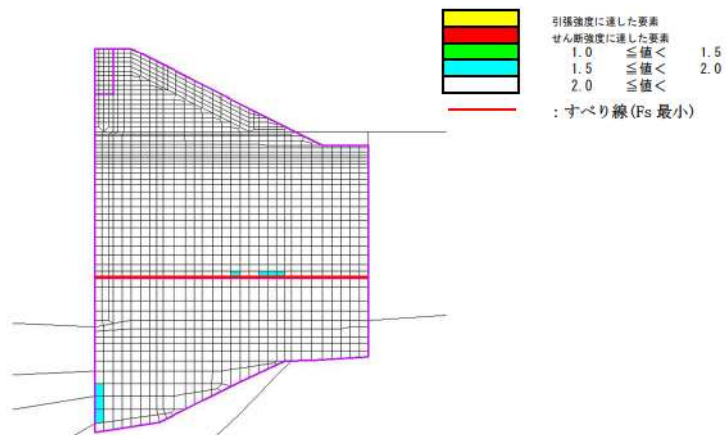 引張強度に達した要素
せん断強度に達した要素
1.0 ≦値< 1.5
1.5 ≦値< 2.0
2.0 ≦値<
：すべり線(Fs 最小)